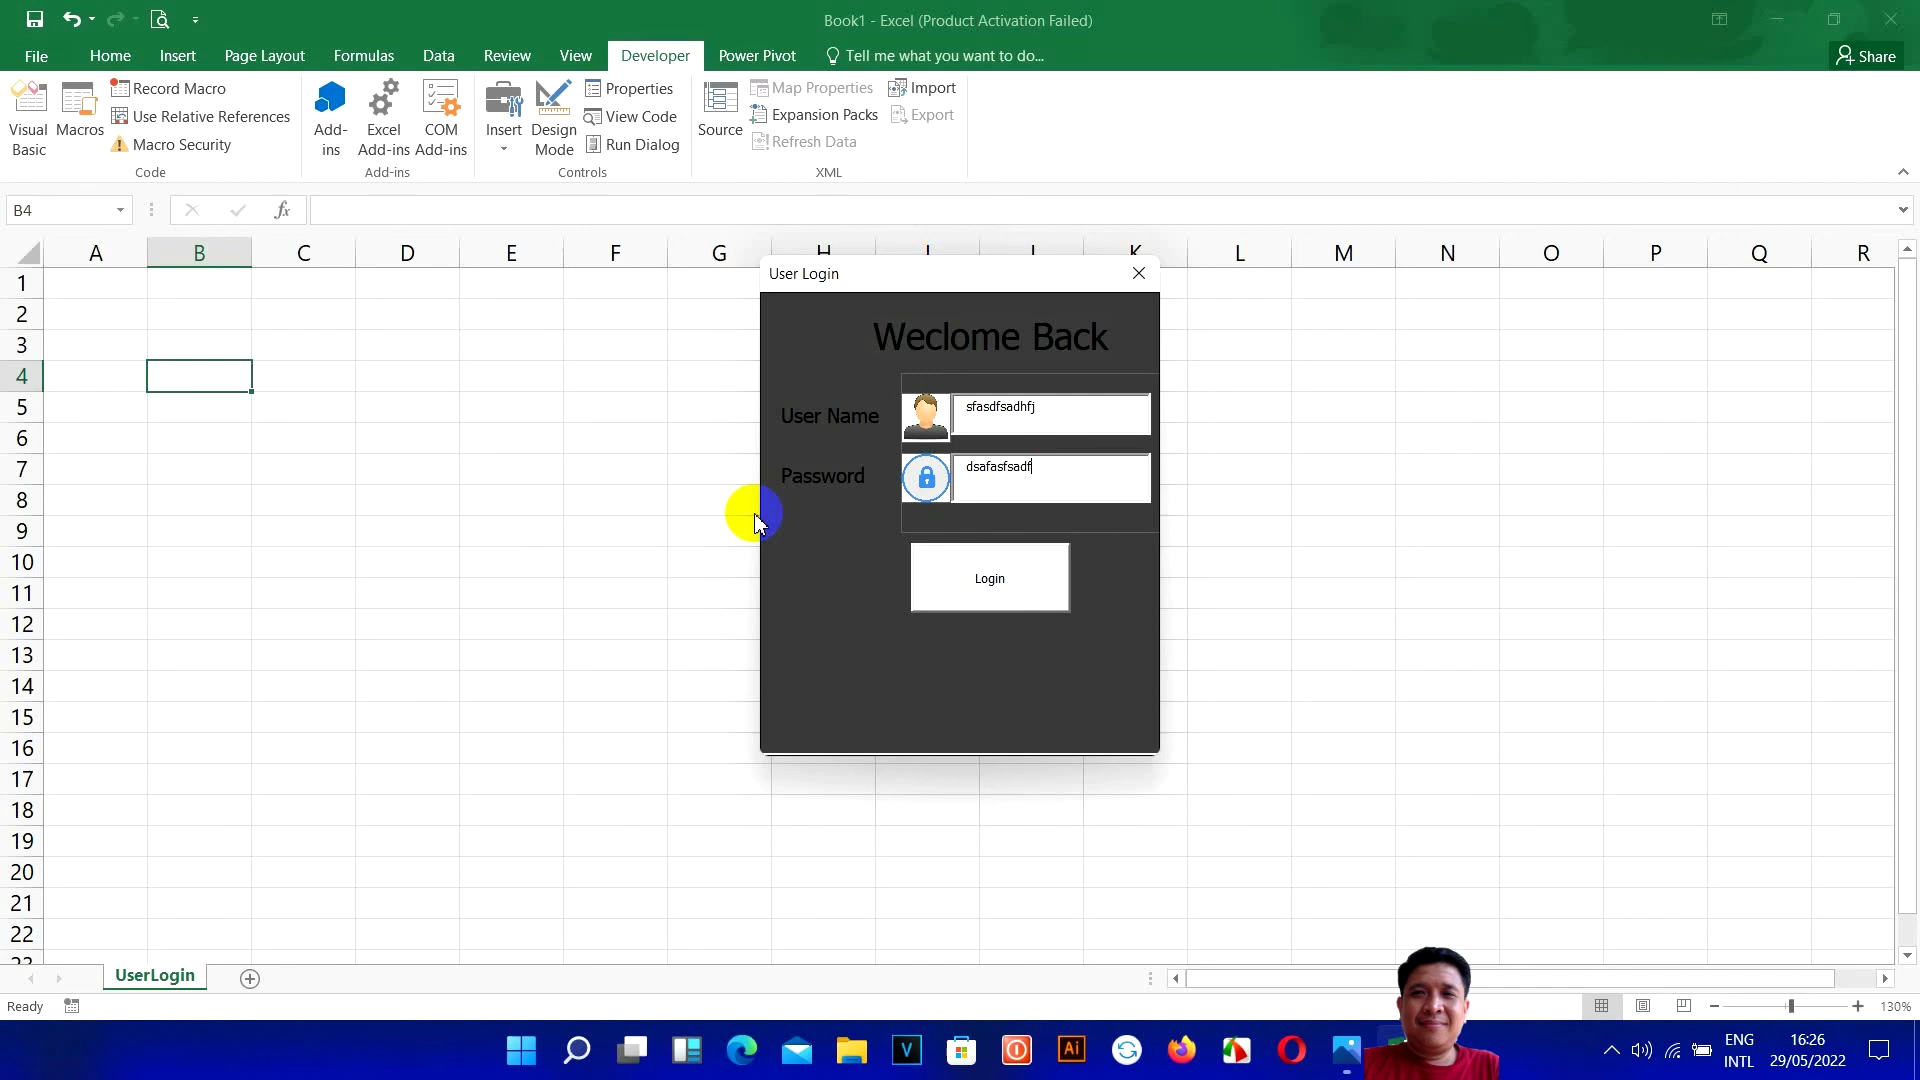 Book1 - Excel (Product Activation Failed)
File Home Insert Page Layout Formulas Data Review View Developer Power Pivot Tell me what you want to do... Share
Visual Basic
Macros
Record Macro
Use Relative References
Macro Security
Code
Add-ins
Excel Add-ins
COM Add-ins
Add-ins
Insert
Design Mode
Properties
View Code
Run Dialog
Controls
Source
Map Properties
Expansion Packs
Refresh Data
Import
Export
XML
B4
fx
A B C D E F G H I J K L M N O P Q R
1
2
3
4
5
6
7
8
9
10
11
12
13
14
15
16
17
18
19
20
21
22
23
User Login
Weclome Back
User Name
sfasdfsadhfj
Password
dsafasfsadf
Login
UserLogin
Ready
130%
V
Ai
ENG
INTL
16:26
29/05/2022